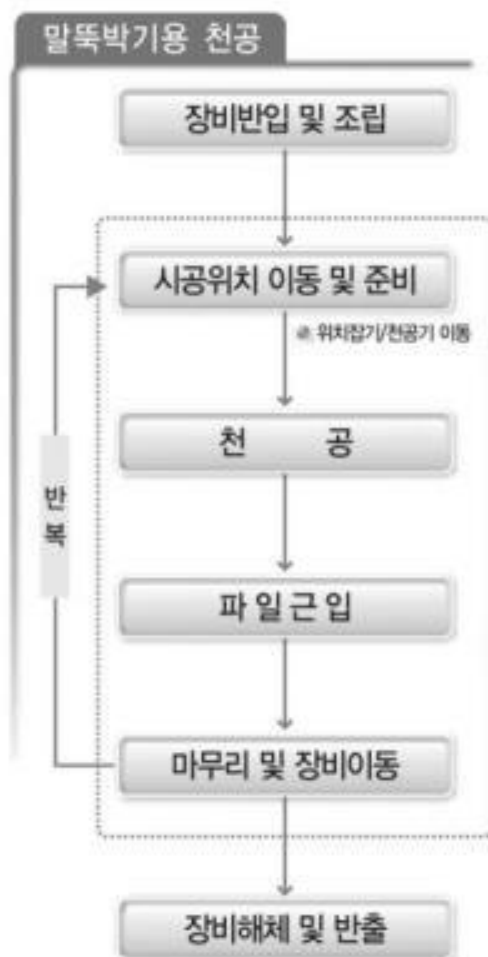 말뚝박기용 천공
장비반입 및 조립
시공위치 이동 및 준비
위치잡기/천공기 이동
천 공
반복
파일근입
마무리 및 장비이동
장비해체 및 반출